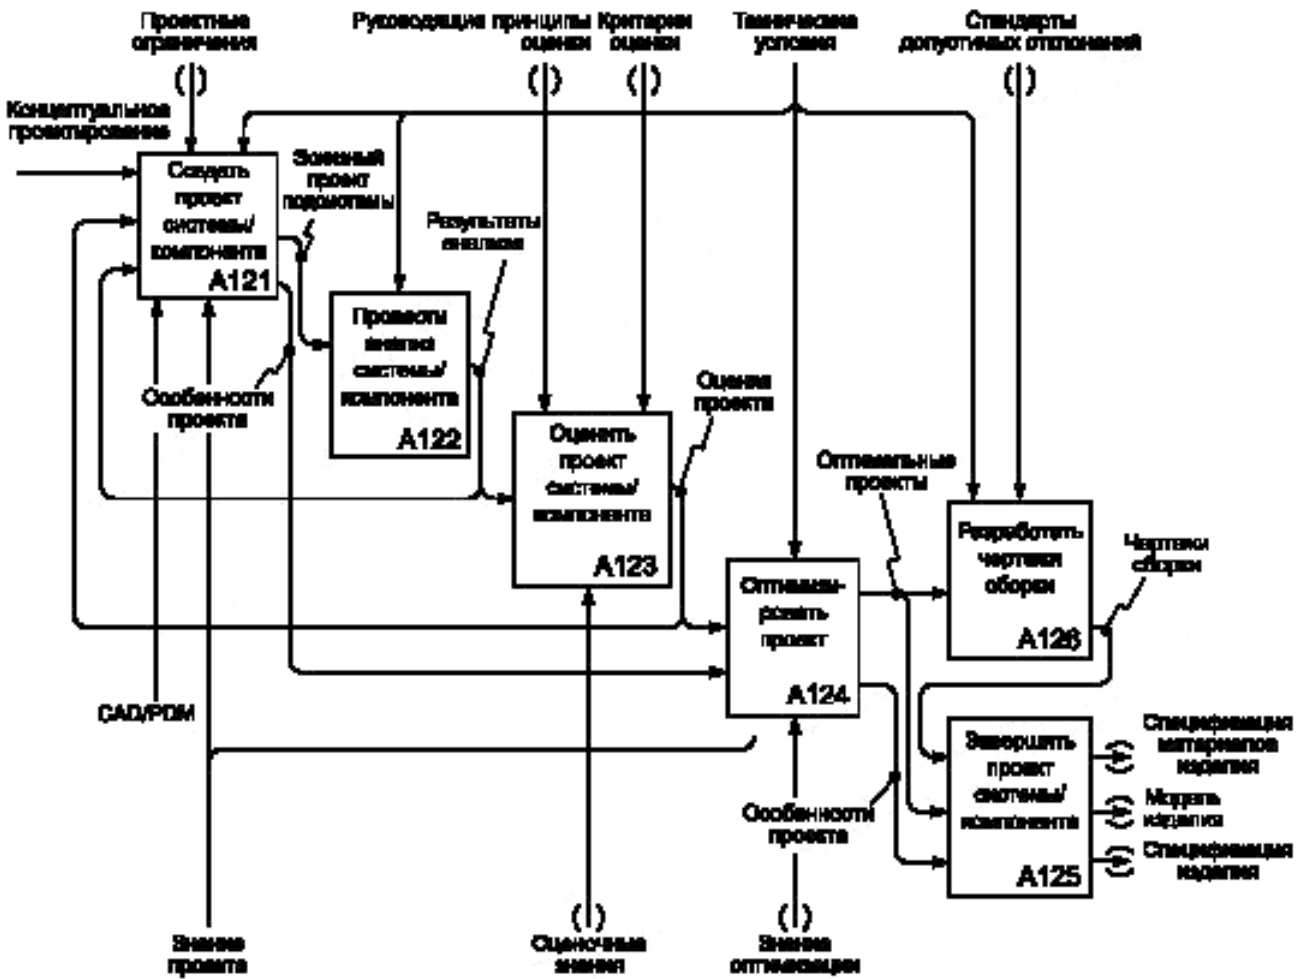 Проектные
ограничения
Руководящие принципы
оценки
Критерии
оценки
Технические
условия
Стандарты
допустимых отклонений
Концептуальное
проектирование
Создать
проект
системы/
компонента
A121
Эскизный
проект
подсистемы
Результаты
анализа
Провести
анализ
системы/
компонента
A122
Особенности
проекта
Оценить
проект
системы/
компонента
A123
Оценка
проекта
Оптимальные
проекты
Оптимизи-
ровать
проект
A124
Разработать
чертежи
сборки
A126
Чертежи
сборки
CAD/PDM
Особенности
проекта
Завершить
проект
системы/
компонента
A125
Спецификация
материалов
изделия
Модель
изделия
Спецификация
изделия
Знание
проекта
Оценочные
знания
Знание
оптимизации